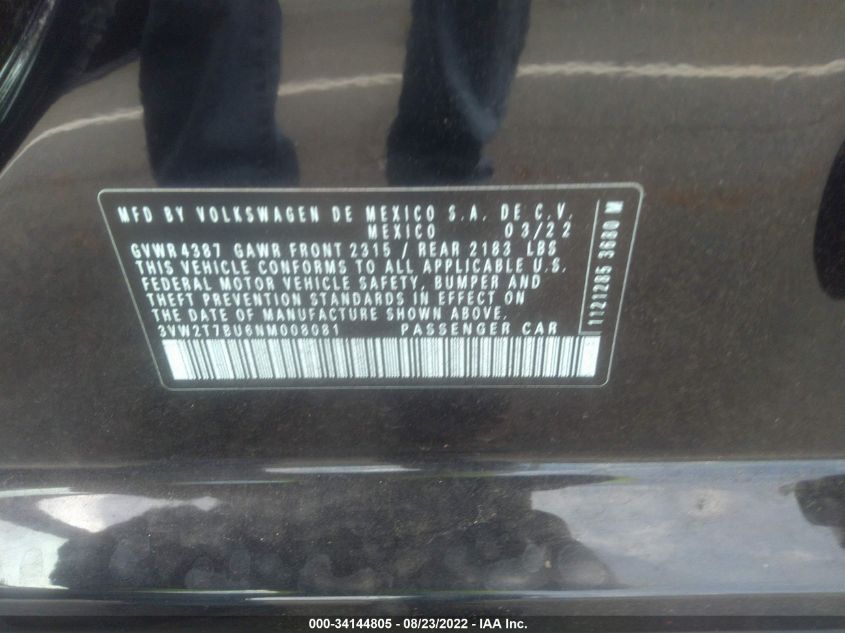 MFD BY VOLKSWAGEN DE MEXICO S.A. DE C.V.
MEXICO 03/22
GVWR 4387 GAWR FRONT 2315 / REAR 2183 LBS
THIS VEHICLE CONFORMS TO ALL APPLICABLE U.S.
FEDERAL MOTOR VEHICLE SAFETY, BUMPER AND
THEFT PREVENTION STANDARDS IN EFFECT ON
THE DATE OF MANUFACTURE SHOWN ABOVE.
3VW2T7BU6NM008081 PASSENGER CAR
1121285 3680 M
000-34144805 - 08/23/2022 - IAA Inc.